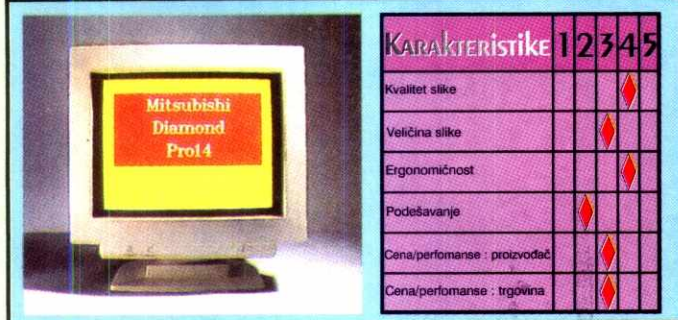 Mitsubishi
Diamond
Pro14
Karakteristike 1 2 3 4 5
Kvalitet slike
Veličina slike
Ergonomičnost
Podešavanje
Cena/perfomanse : proizvođač
Cena/perfomanse : trgovina